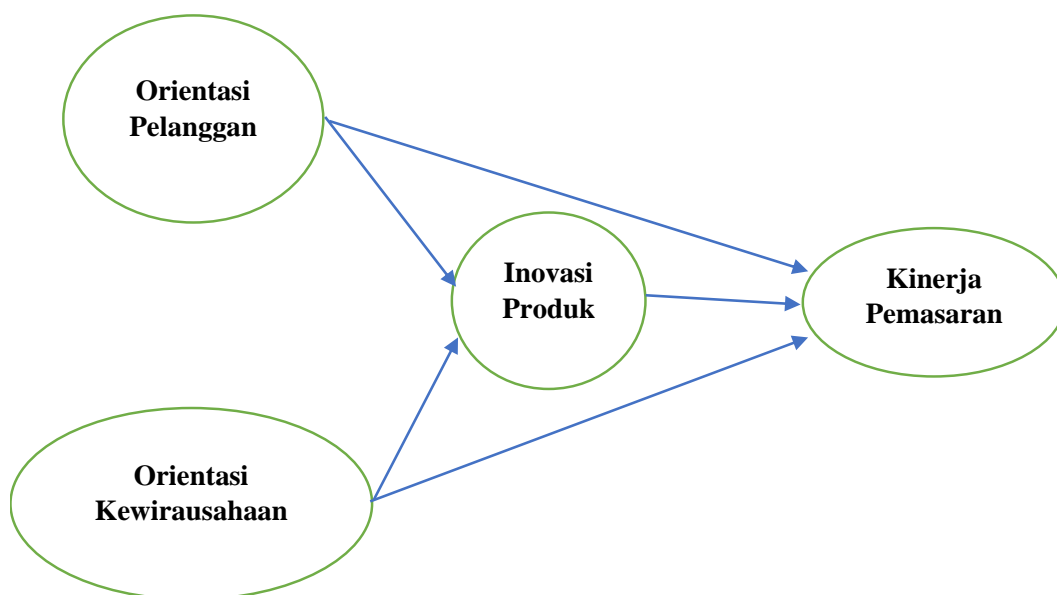 Orientasi
Pelanggan
Inovasi
Produk
Kinerja
Pemasaran
Orientasi
Kewirausahaan